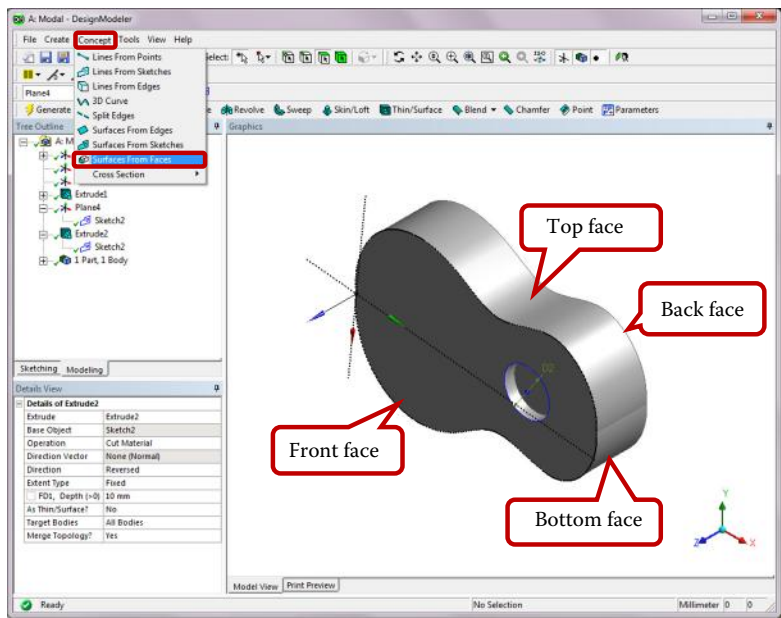 A: Modal - DesignModeler
File Create Concept Tools View Help
Select:
Lines From Points
Lines From Sketches
Lines From Edges
3D Curve
Split Edges
Surfaces From Edges
Surfaces From Sketches
Surfaces From Faces
Cross Section
Plane4
Generate
Revolve Sweep Skin/Loft Thin/Surface Blend Chamfer Point Parameters
Tree Outline
Graphics
A: M
Extrude1
Plane4
Sketch2
Extrude2
Sketch2
1 Part, 1 Body
Sketching Modeling
Details View
Details of Extrude2
Extrude Extrude2
Base Object Sketch2
Operation Cut Material
Direction Vector None (Normal)
Direction Reversed
Extent Type Fixed
FD1, Depth (>0) 10 mm
As Thin/Surface? No
Target Bodies All Bodies
Merge Topology? Yes
Top face
Back face
D2
Front face
Bottom face
Y
Z X
Model View Print Preview
Ready No Selection Millimeter 0 0